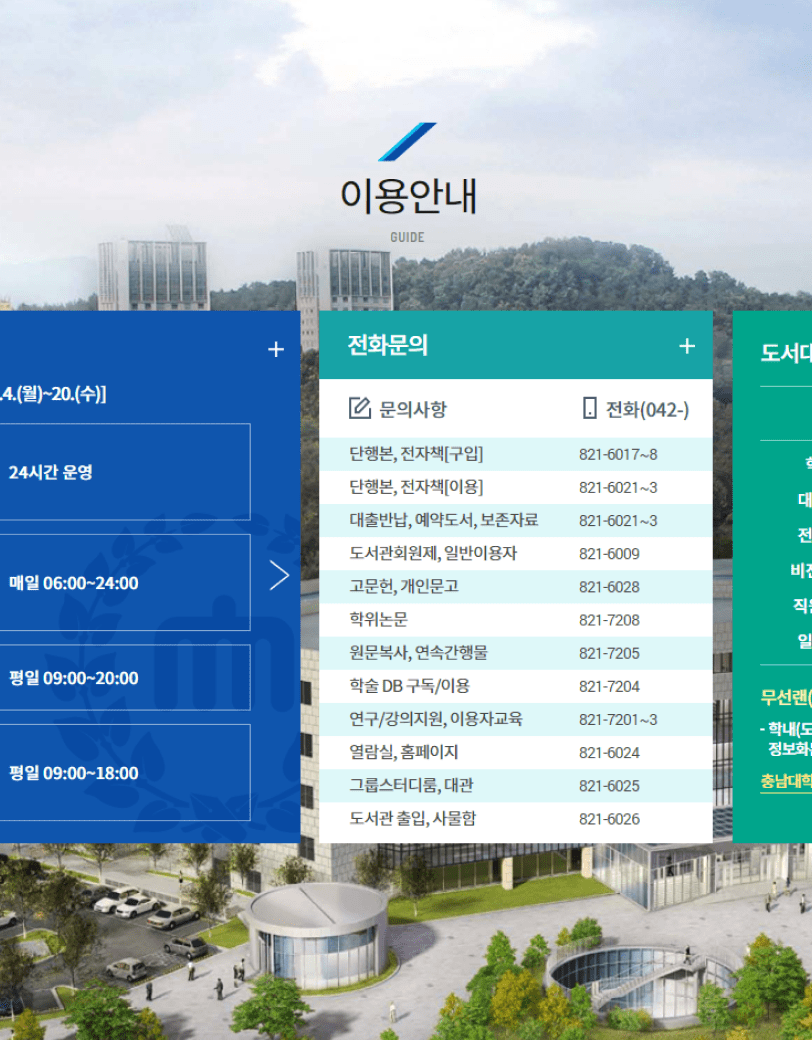 이용안내
GUIDE
.4.(월)~20.(수)]
24시간 운영
매일 06:00~24:00
평일 09:00~20:00
평일 09:00~18:00
전화문의
문의사항 전화(042-)
단행본, 전자책[구입] 821-6017~8
단행본, 전자책[이용] 821-6021~3
대출반납, 예약도서, 보존자료 821-6021~3
도서관회원제, 일반이용자 821-6009
고문헌, 개인문고 821-6028
학위논문 821-7208
원문복사, 연속간행물 821-7205
학술 DB 구독/이용 821-7204
연구/강의지원, 이용자교육 821-7201~3
열람실, 홈페이지 821-6024
그룹스터디룸, 대관 821-6025
도서관 출입, 사물함 821-6026
도서대
대
전
비전
직원
일
무선랜(
- 학내(도
정보화
충남대학